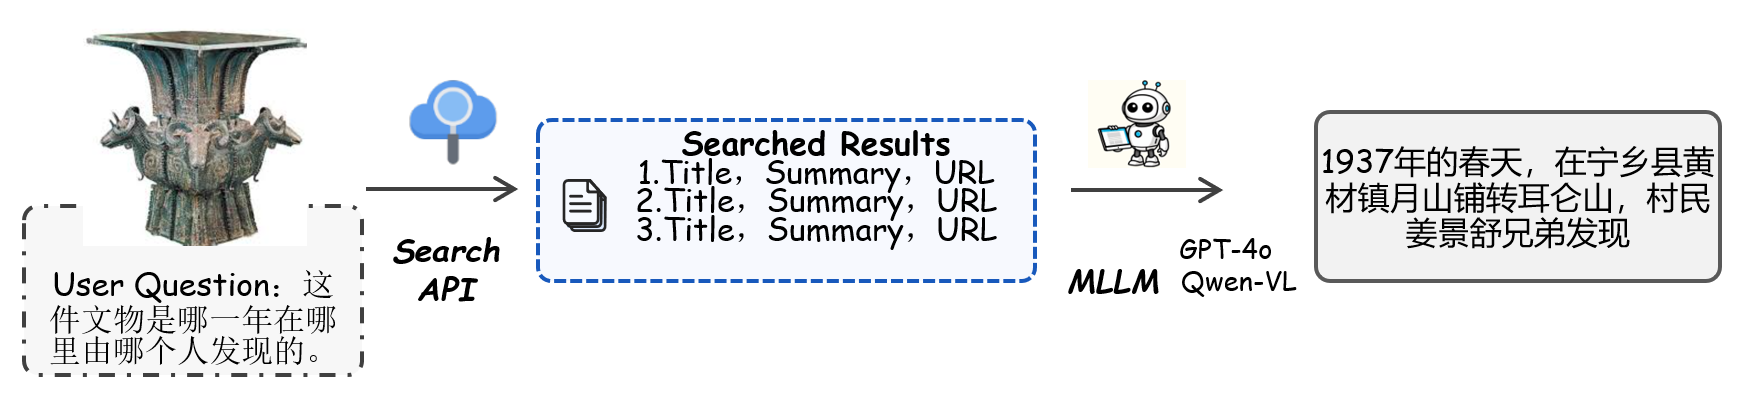 User Question：这
件文物是哪一年在哪
里由哪个人发现的。
Search
API
Searched Results
1.Title，Summary，URL
2.Title，Summary，URL
3.Title，Summary，URL
MLLM
GPT-4o
Qwen-VL
1937年的春天，在宁乡县黄
材镇月山铺转耳仑山，村民
姜景舒兄弟发现